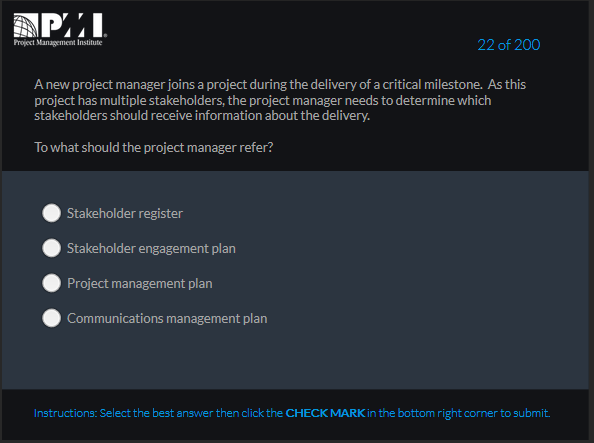 PMI
Project Management Institute
22 of 200
A new project manager joins a project during the delivery of a critical milestone. As this
project has multiple stakeholders, the project manager needs to determine which
stakeholders should receive information about the delivery.
To what should the project manager refer?
Stakeholder register
Stakeholder engagement plan
Project management plan
Communications management plan
Instructions: Select the best answer then click the CHECK MARK in the bottom right corner to submit.